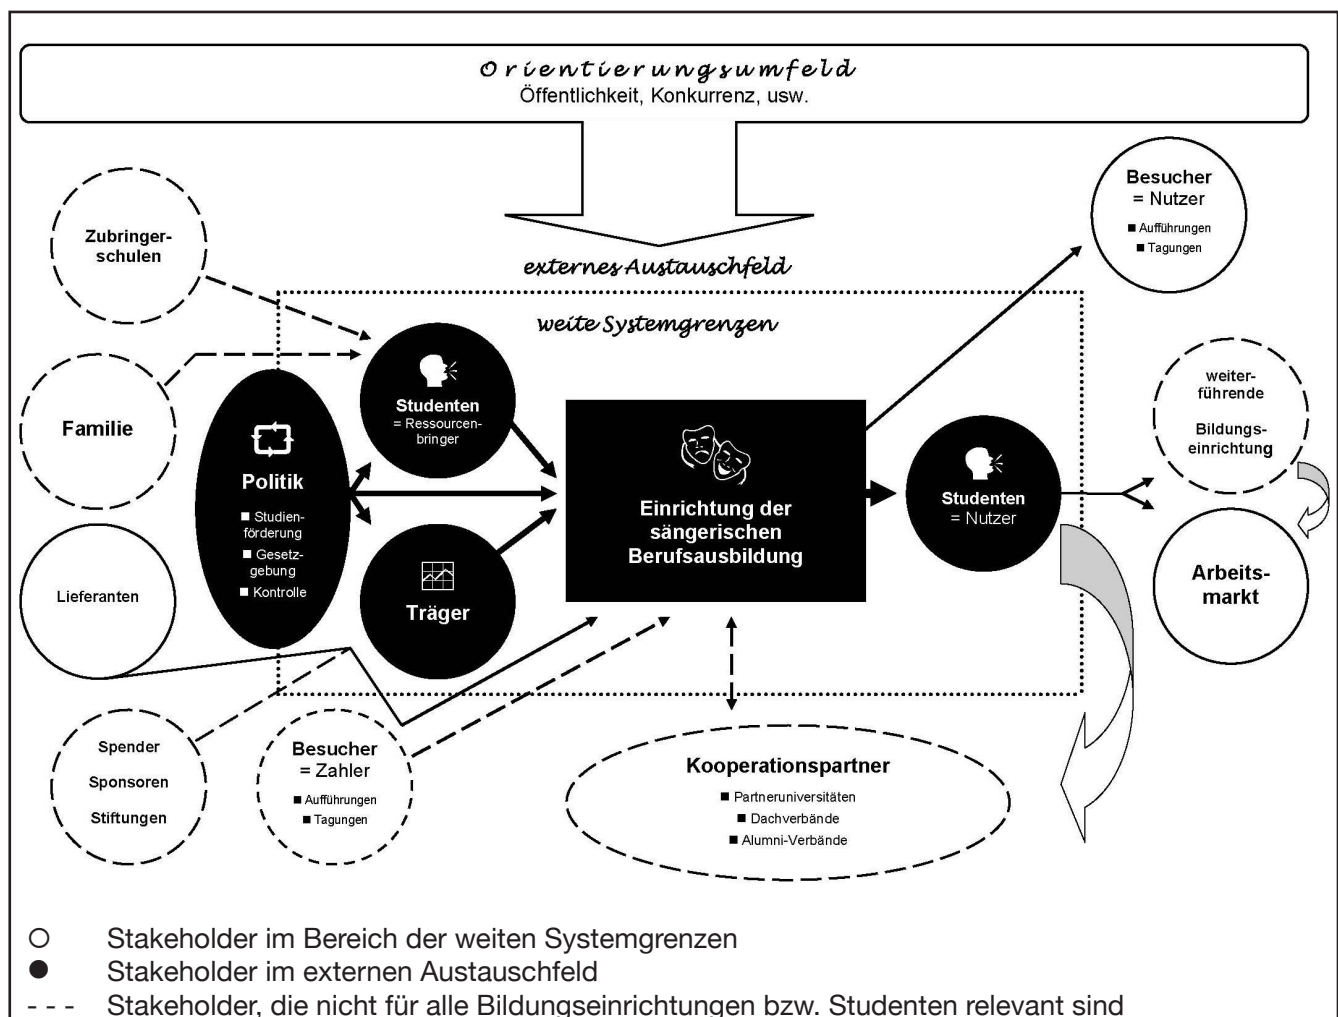 Orientierungsumfeld
Öffentlichkeit, Konkurrenz, usw.
Besucher
= Nutzer
■ Aufführungen
■ Tagungen
Zubringer-
schulen
externes Austauschfeld
weite Systemgrenzen
Studenten
= Ressourcen-
bringer
Familie
Politik
■ Studien-
förderung
■ Gesetz-
gebung
■ Kontrolle
Einrichtung der
sängerischen
Berufsausbildung
Studenten
= Nutzer
weiter-
führende
Bildungs-
einrichtung
Lieferanten
Träger
Arbeits-
markt
Spender
Sponsoren
Stiftungen
Besucher
= Zahler
■ Aufführungen
■ Tagungen
Kooperationspartner
■ Partneruniversitäten
■ Dachverbände
■ Alumni-Verbände
○ Stakeholder im Bereich der weiten Systemgrenzen
● Stakeholder im externen Austauschfeld
- - - Stakeholder, die nicht für alle Bildungseinrichtungen bzw. Studenten relevant sind